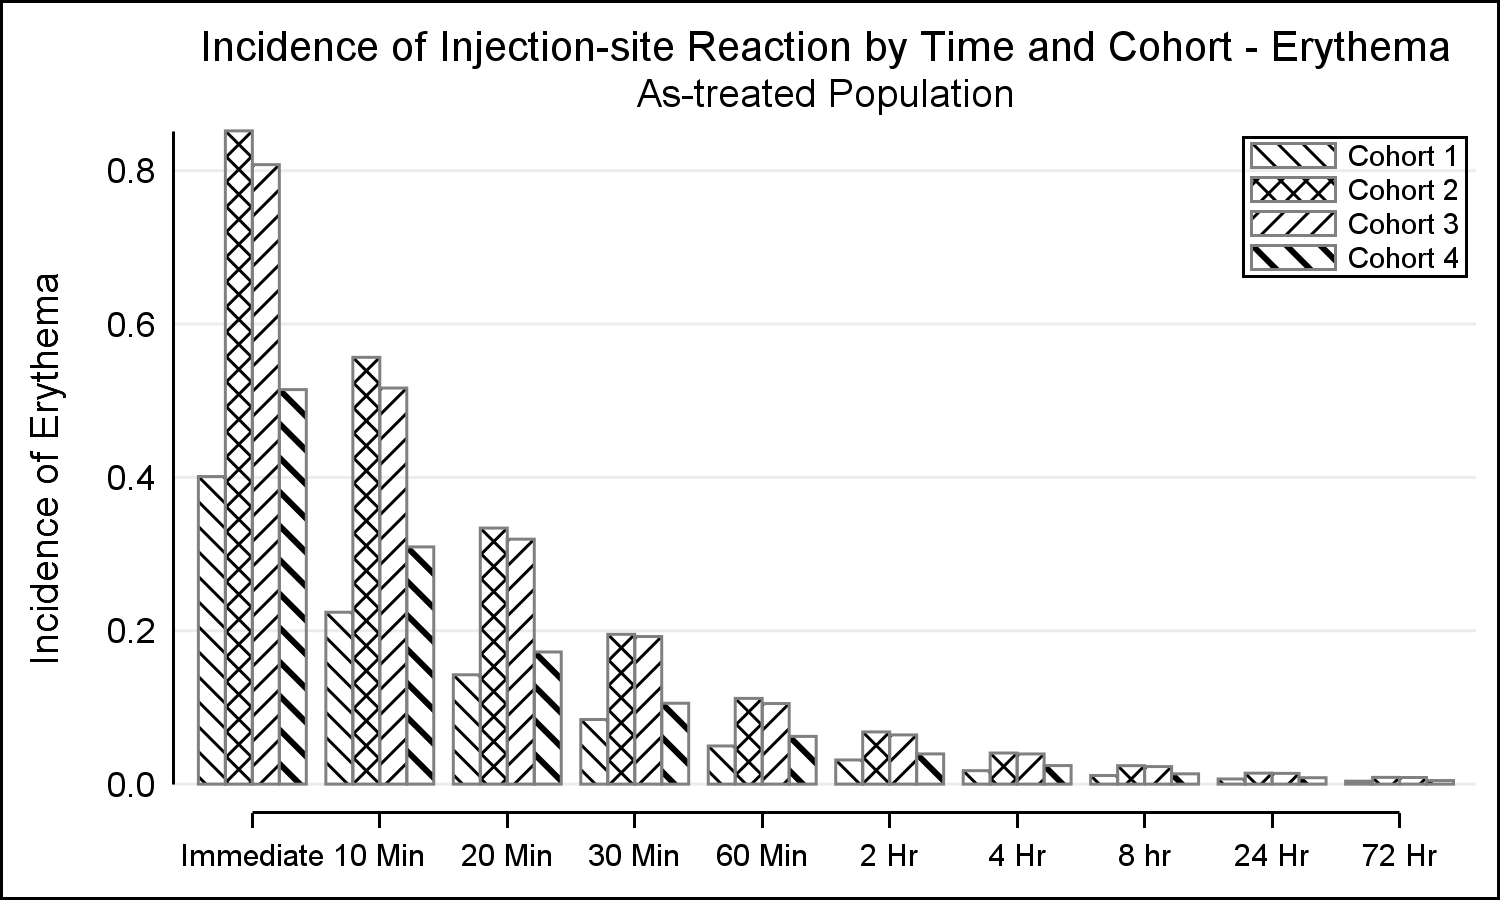 Incidence of Injection-site Reaction by Time and Cohort - Erythema
As-treated Population
Incidence of Erythema
0.8
0.6
0.4
0.2
0.0
Cohort 1
Cohort 2
Cohort 3
Cohort 4
Immediate 10 Min 20 Min 30 Min 60 Min 2 Hr 4 Hr 8 hr 24 Hr 72 Hr